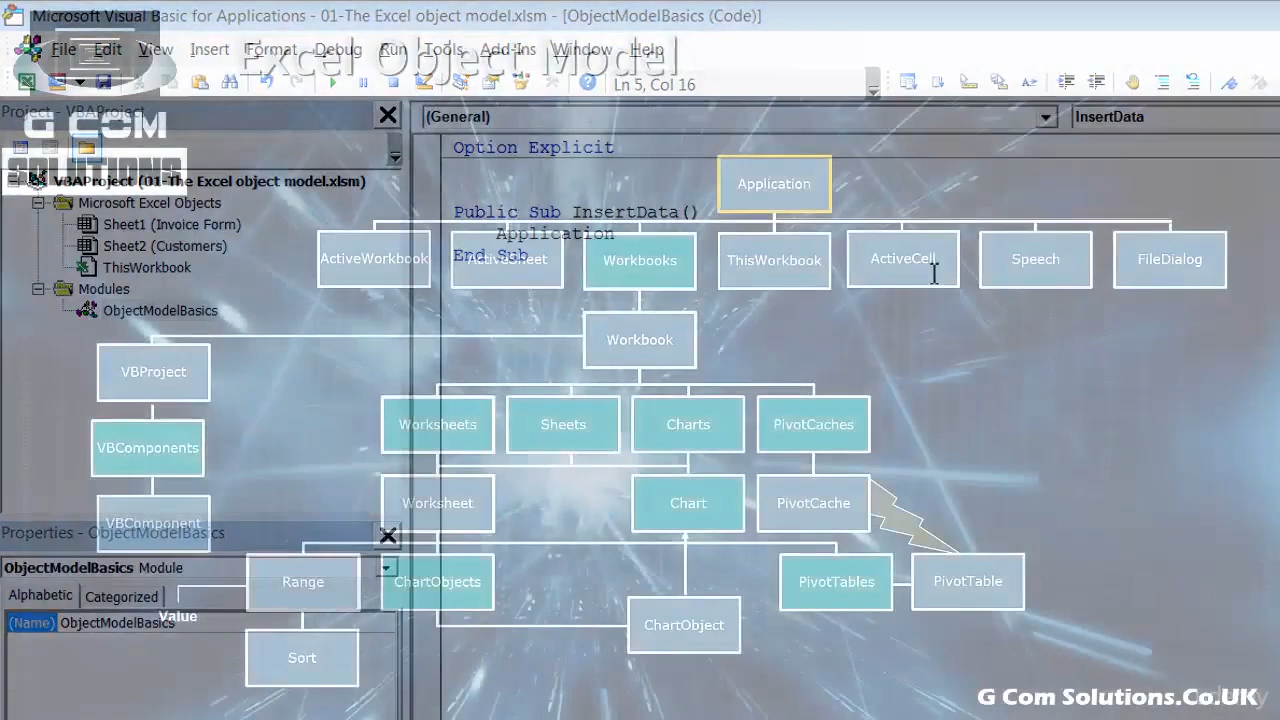 Microsoft Visual Basic for Applications - 01-The Excel object model.xlsm - [ObjectModelBasics (Code)]
File Edit View Insert Format Debug Run Tools Add-Ins Window Help
Excel Object Model
Ln 5, Col 16
Project - VBAProject
(General)
InsertData
G COM
SOLUTIONS
VBAProject (01-The Excel object model.xlsm)
Microsoft Excel Objects
Sheet1 (Invoice Form)
Sheet2 (Customers)
ThisWorkbook
Modules
ObjectModelBasics
Option Explicit
Public Sub InsertData()
Application
End Sub
Application
ActiveWorkbook ActiveSheet Workbooks ThisWorkbook ActiveCell Speech FileDialog
Workbook
VBProject
Worksheets Sheets Charts PivotCaches
VBComponents
Worksheet Chart PivotCache
VBComponent
Properties - ObjectModelBasics
ObjectModelBasics Module
Alphabetic Categorized
(Name) ObjectModelBasics
Value
Range ChartObjects PivotTables PivotTable
ChartObject
Sort
G Com Solutions.Co.UK